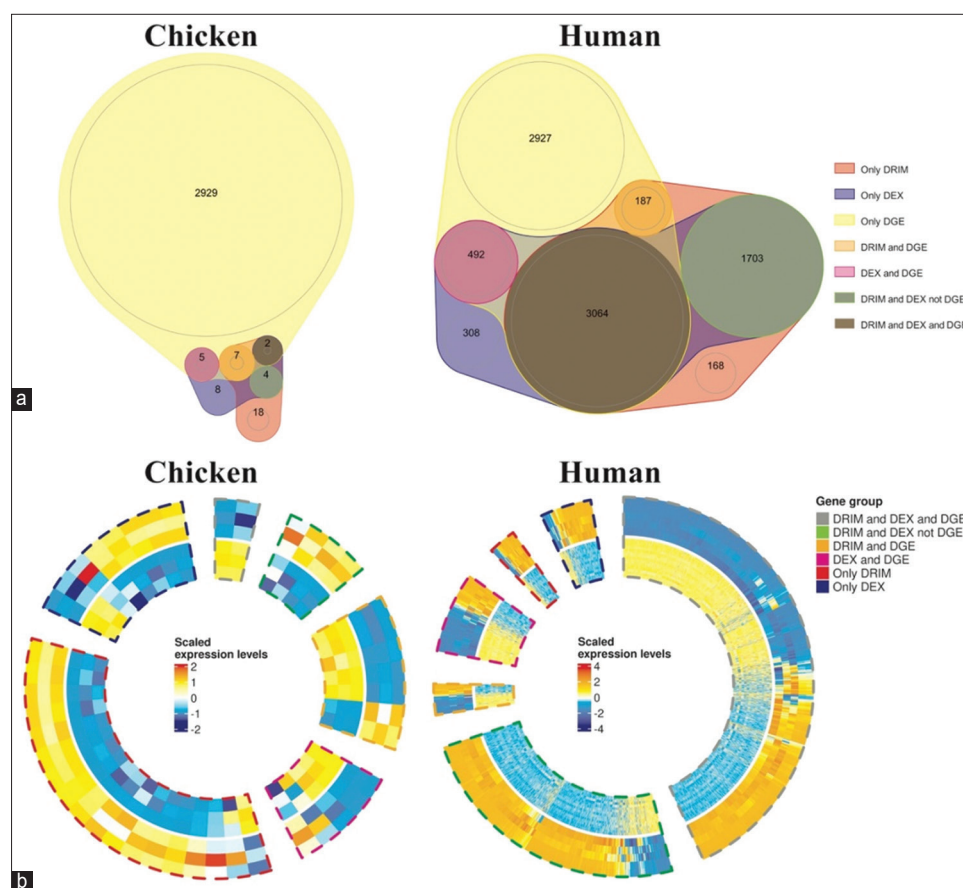 Chicken
Human
2929
5
7
2
8
4
18
2927
187
492
1703
3064
308
168
Only DRIM
Only DEX
Only DGE
DRIM and DGE
DEX and DGE
DRIM and DEX not DGE
DRIM and DEX and DGE
a
Chicken
Human
Scaled
expression levels
2
1
0
-1
-2
Scaled
expression levels
4
2
0
-2
-4
Gene group
DRIM and DEX and DGE
DRIM and DEX not DGE
DRIM and DGE
DEX and DGE
Only DRIM
Only DEX
b